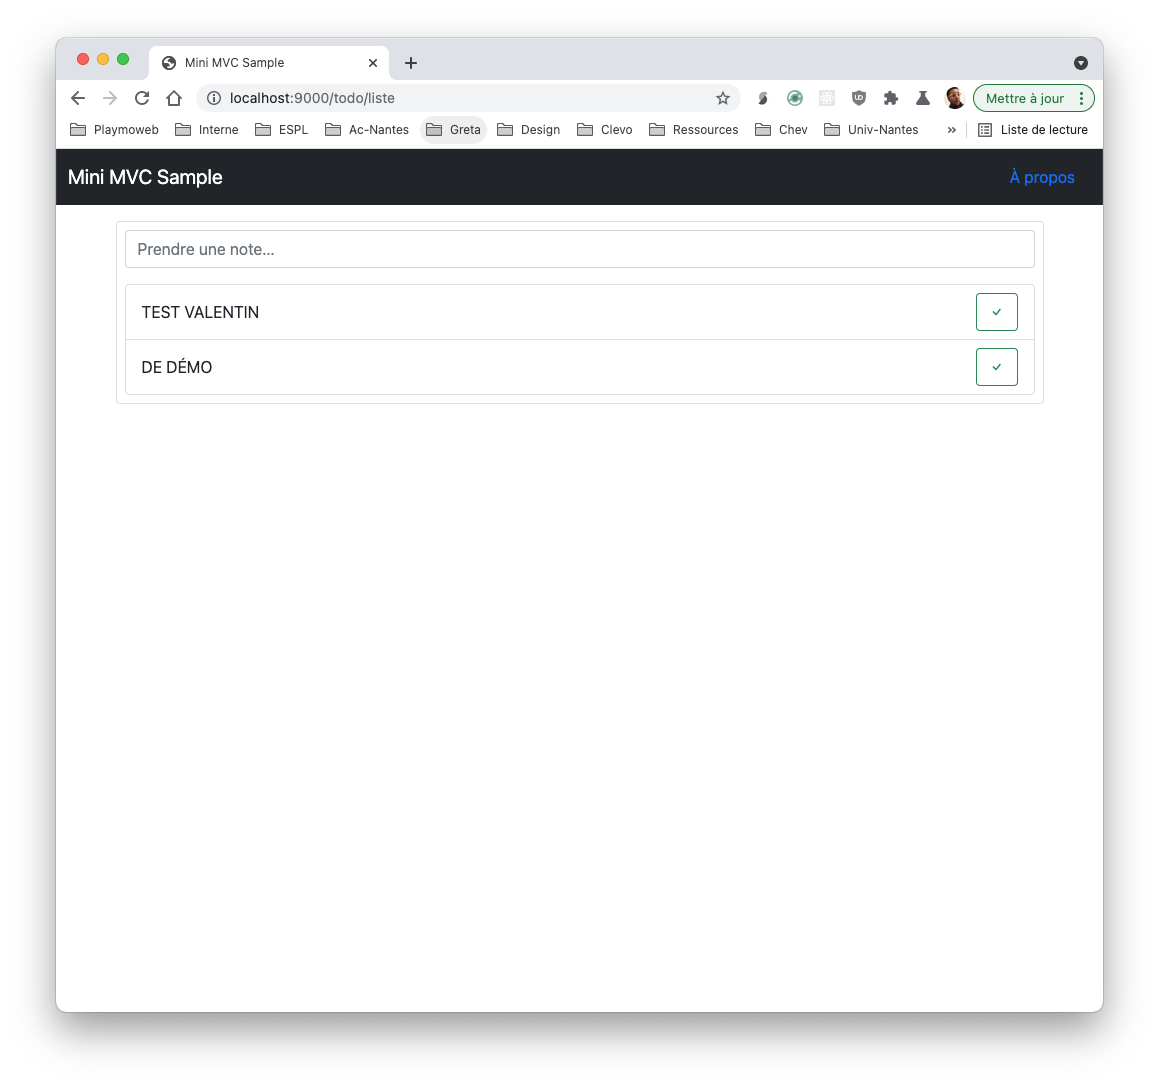 Mini MVC Sample
localhost:9000/todo/liste
Mettre à jour
Playmoweb Interne ESPL Ac-Nantes Greta Design Clevo Ressources Chev Univ-Nantes » Liste de lecture
Mini MVC Sample À propos
Prendre une note...
TEST VALENTIN
DE DÉMO